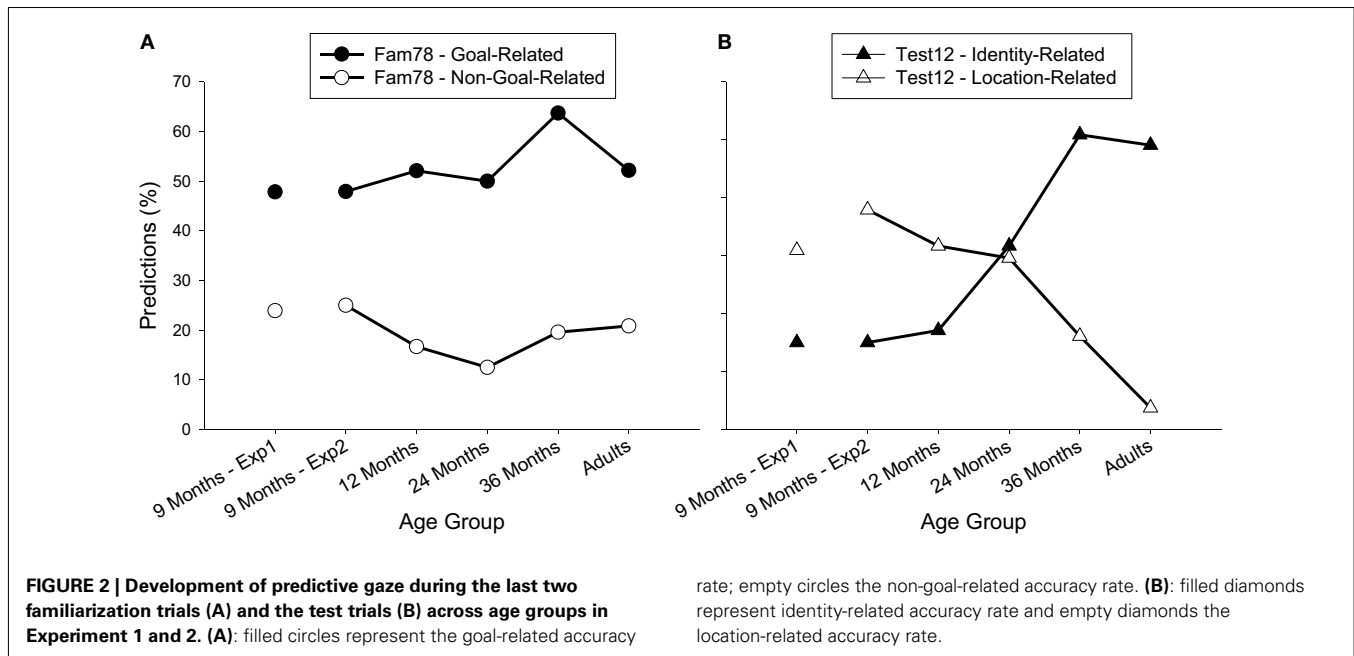 A
Fam78 - Goal-Related
Fam78 - Non-Goal-Related
70
60
50
40
30
20
10
0
Predictions (%)
9 Months - Exp1
9 Months - Exp2
12 Months
24 Months
36 Months
Adults
Age Group
B
Test12 - Identity-Related
Test12 - Location-Related
9 Months - Exp1
9 Months - Exp2
12 Months
24 Months
36 Months
Adults
Age Group
FIGURE 2 | Development of predictive gaze during the last two
familiarization trials (A) and the test trials (B) across age groups in
Experiment 1 and 2. (A): filled circles represent the goal-related accuracy
rate; empty circles the non-goal-related accuracy rate. (B): filled diamonds
represent identity-related accuracy rate and empty diamonds the
location-related accuracy rate.